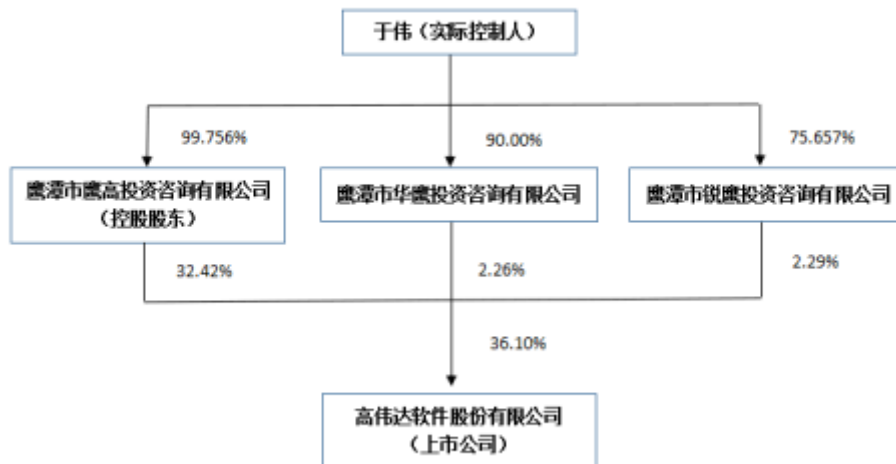 于伟（实际控制人）
99.756%
90.00%
75.657%
鹰潭市鹰高投资咨询有限公司
（控股股东）
鹰潭市华鹰投资咨询有限公司
鹰潭市锐鹰投资咨询有限公司
32.42%
2.26%
2.29%
36.10%
高伟达软件股份有限公司
（上市公司）